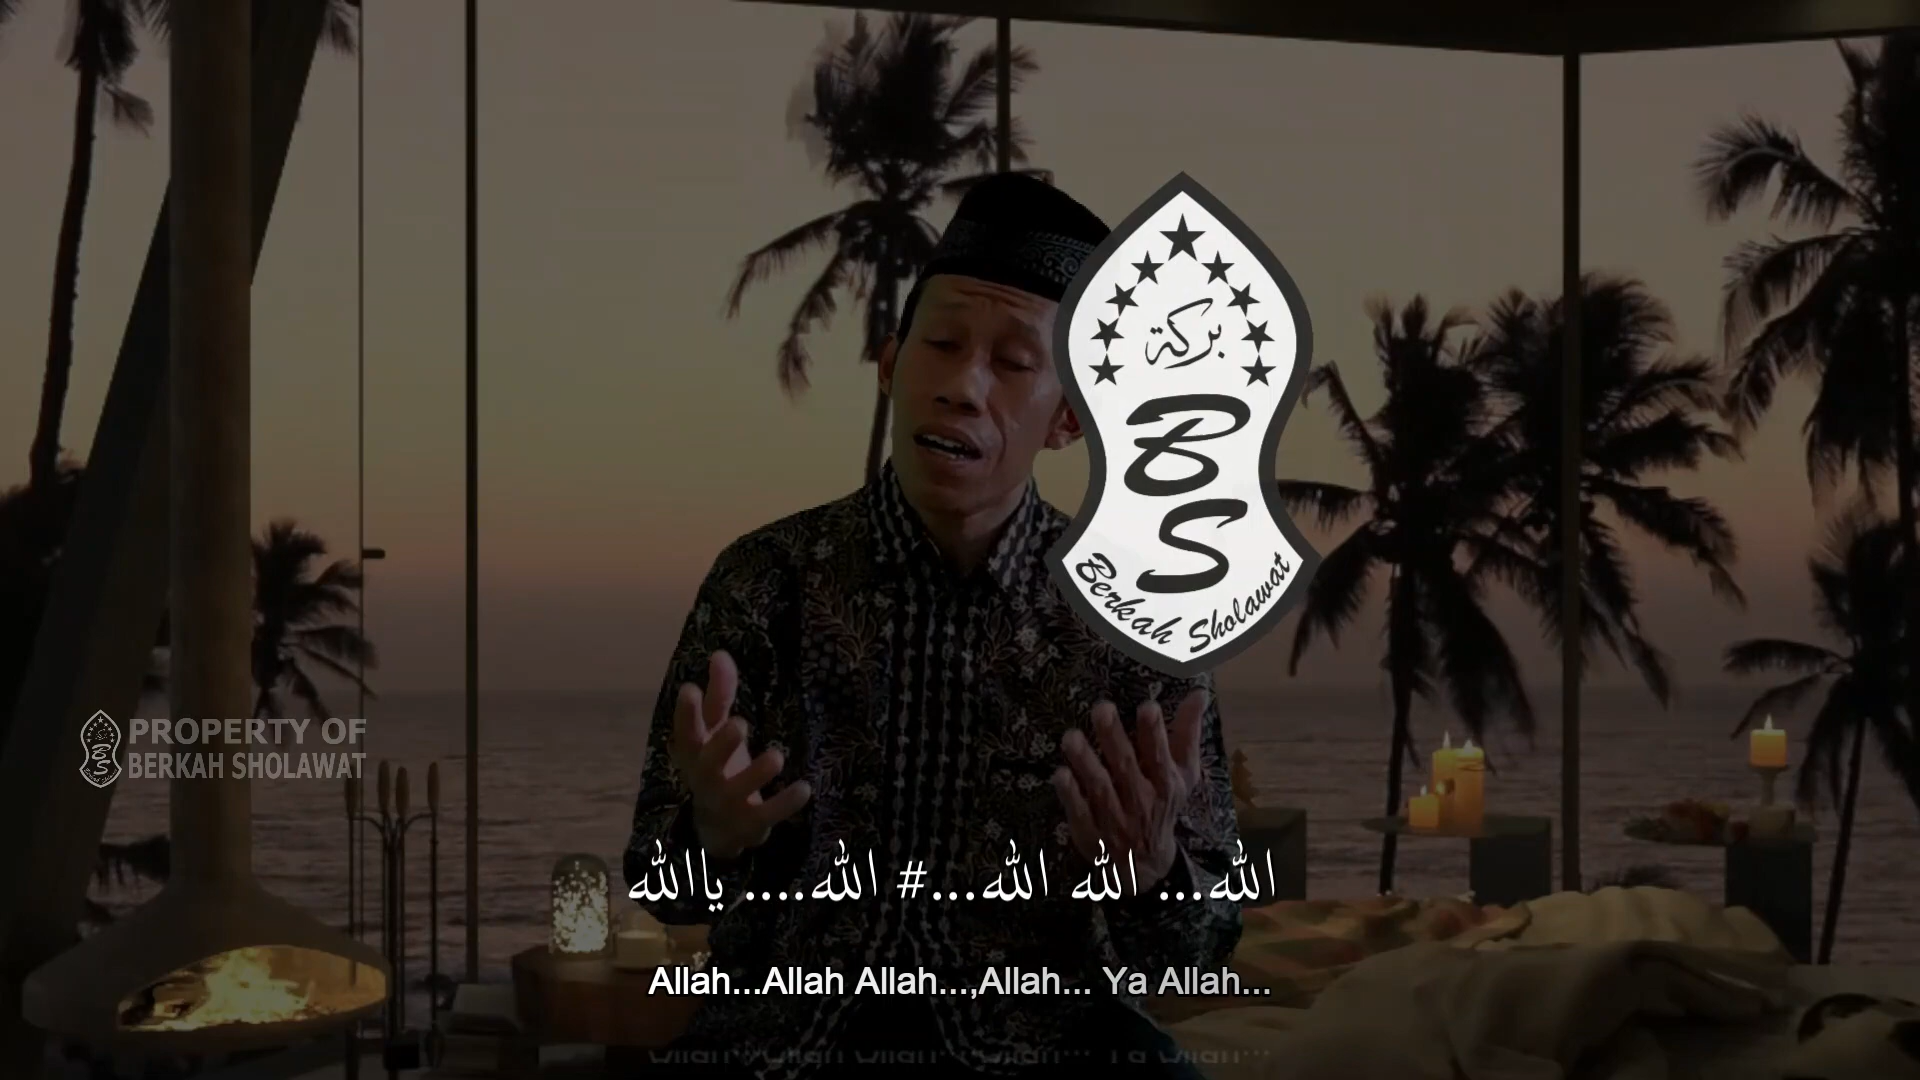 بركة
BS
Berkah Sholawat
PROPERTY OF
BERKAH SHOLAWAT
الله... الله الله...# الله.... ياالله
Allah...Allah Allah...,Allah... Ya Allah...